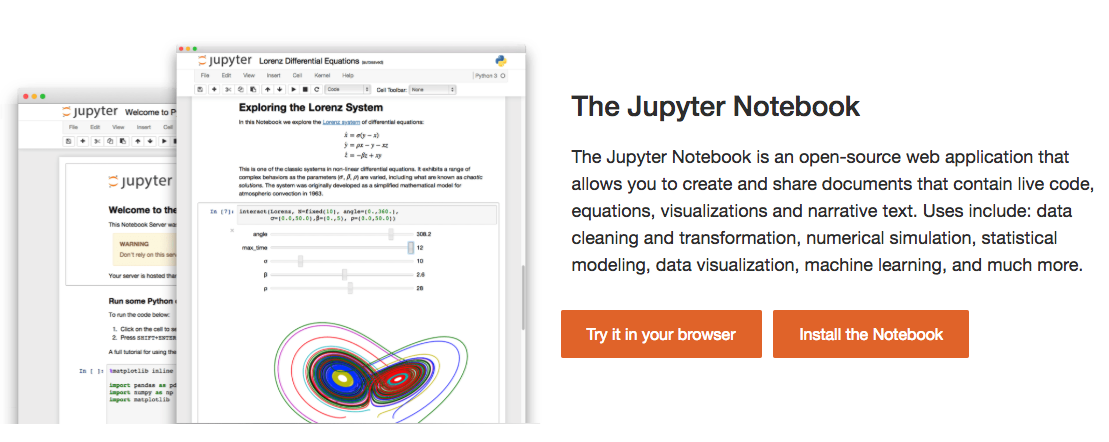 jupyter Welcome to P
File Edit View Insert Cell
jupyter
Welcome to the
This Notebook Server was
WARNING
Don't rely on this server
Your server is hosted than
Run some Python
To run the code below:
1. Click on the cell to se
2. Press SHIFT+ENTER
A full tutorial for using the
In [ ]: %matplotlib inline
import pandas as pd
import numpy as np
import matplotlib
jupyter Lorenz Differential Equations (autosaved)
File Edit View Insert Cell Kernel Help Python 3
Code Cell Toolbar: None
Exploring the Lorenz System
In this Notebook we explore the Lorenz system of differential equations:
ẋ = σ(y − x)
ẏ = ρx − y − xz
ż = −βz + xy
This is one of the classic systems in non-linear differential equations. It exhibits a range of
complex behaviors as the parameters (σ, β, ρ) are varied, including what are known as chaotic
solutions. The system was originally developed as a simplified mathematical model for
atmospheric convection in 1963.
In [7]: interact(Lorenz, N=fixed(10), angle=(0.,360.),
σ=(0.0,50.0),β=(0.,5), ρ=(0.0,50.0))
angle 308.2
max_time 12
σ 10
β 2.6
ρ 28
The Jupyter Notebook
The Jupyter Notebook is an open-source web application that
allows you to create and share documents that contain live code,
equations, visualizations and narrative text. Uses include: data
cleaning and transformation, numerical simulation, statistical
modeling, data visualization, machine learning, and much more.
Try it in your browser Install the Notebook